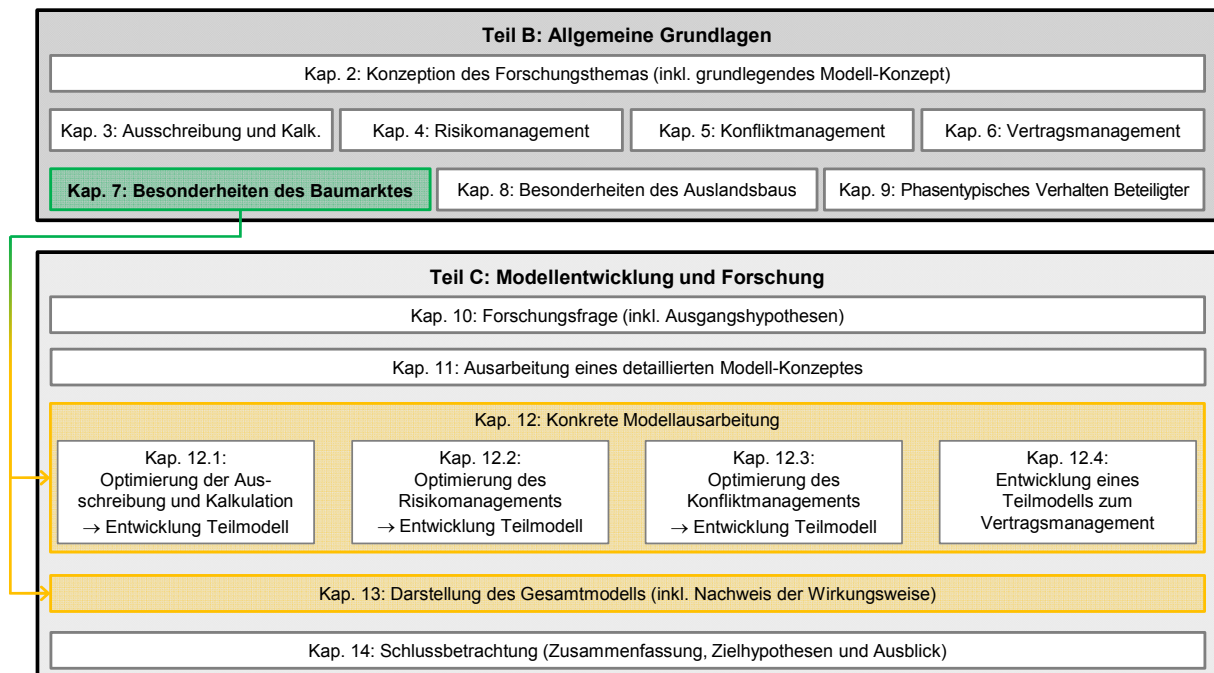 Teil B: Allgemeine Grundlagen
Kap. 2: Konzeption des Forschungsthemas (inkl. grundlegendes Modell-Konzept)
Kap. 3: Ausschreibung und Kalk.
Kap. 4: Risikomanagement
Kap. 5: Konfliktmanagement
Kap. 6: Vertragsmanagement
Kap. 7: Besonderheiten des Baumarktes
Kap. 8: Besonderheiten des Auslandsbaus
Kap. 9: Phasentypisches Verhalten Beteiligter
Teil C: Modellentwicklung und Forschung
Kap. 10: Forschungsfrage (inkl. Ausgangshypothesen)
Kap. 11: Ausarbeitung eines detaillierten Modell-Konzeptes
Kap. 12: Konkrete Modellausarbeitung
Kap. 12.1:
Optimierung der Aus-
schreibung und Kalkulation
→ Entwicklung Teilmodell
Kap. 12.2:
Optimierung des
Risikomanagements
→ Entwicklung Teilmodell
Kap. 12.3:
Optimierung des
Konfliktmanagements
→ Entwicklung Teilmodell
Kap. 12.4:
Entwicklung eines
Teilmodells zum
Vertragsmanagement
Kap. 13: Darstellung des Gesamtmodells (inkl. Nachweis der Wirkungsweise)
Kap. 14: Schlussbetrachtung (Zusammenfassung, Zielhypothesen und Ausblick)